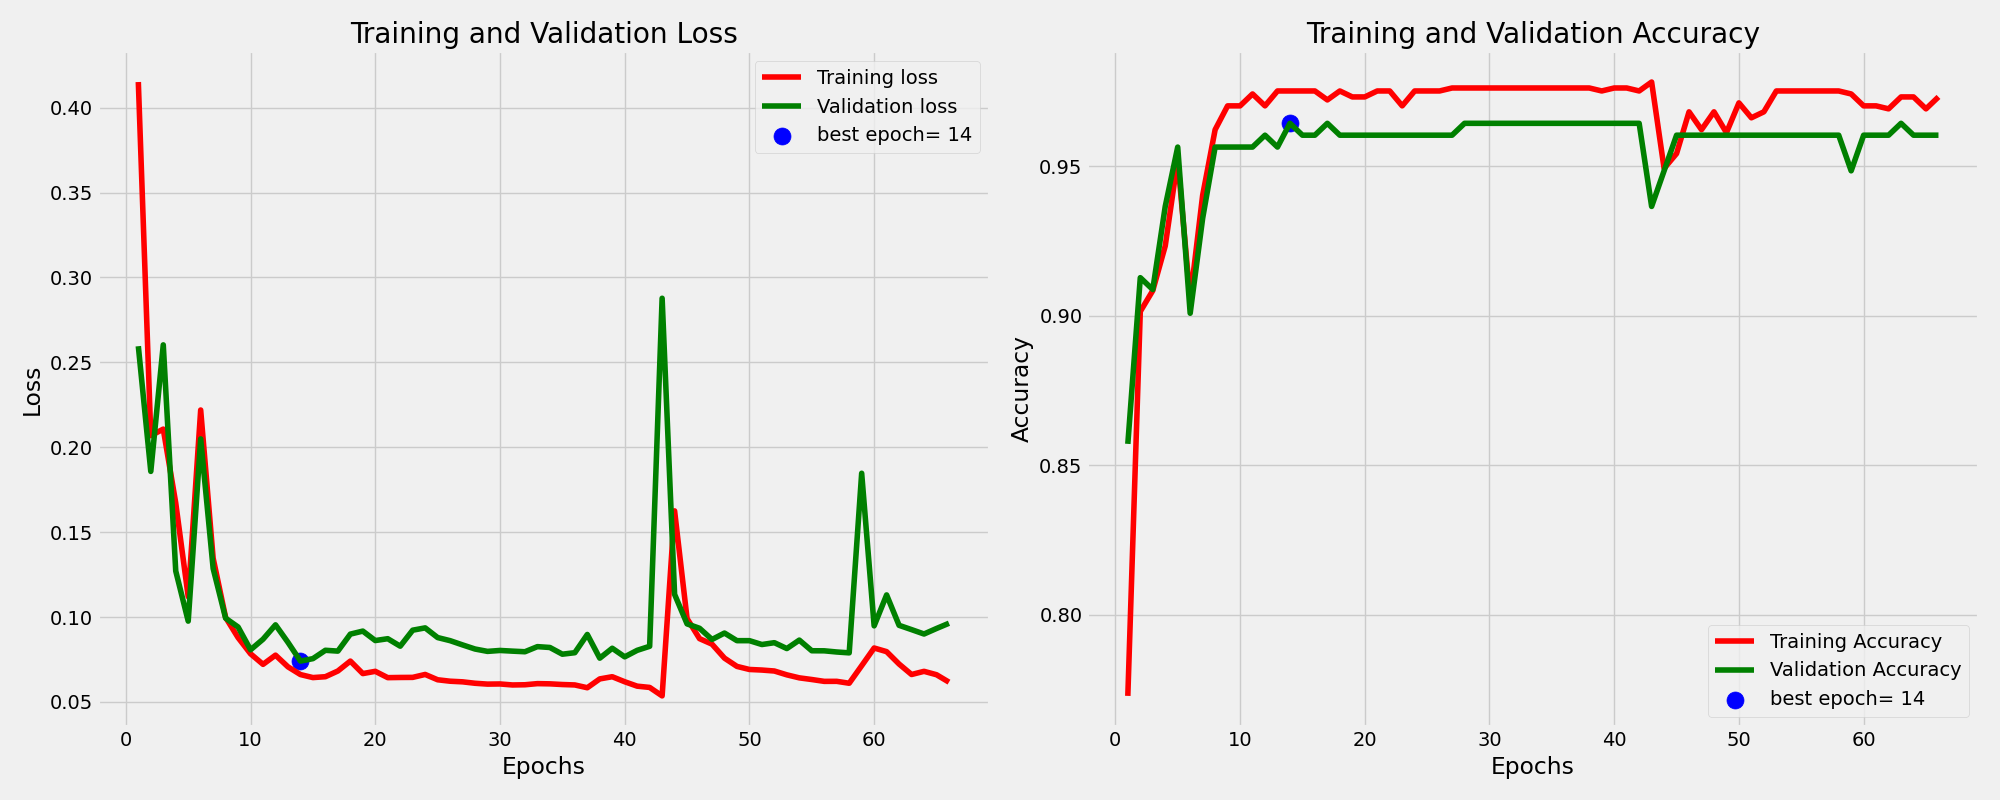 Training and Validation Loss
Training loss
Validation loss
best epoch= 14
0.40
0.35
0.30
0.25
0.20
0.15
0.10
0.05
Loss
0 10 20 30 40 50 60
Epochs
Training and Validation Accuracy
0.95
0.90
0.85
0.80
Accuracy
Training Accuracy
Validation Accuracy
best epoch= 14
0 10 20 30 40 50 60
Epochs